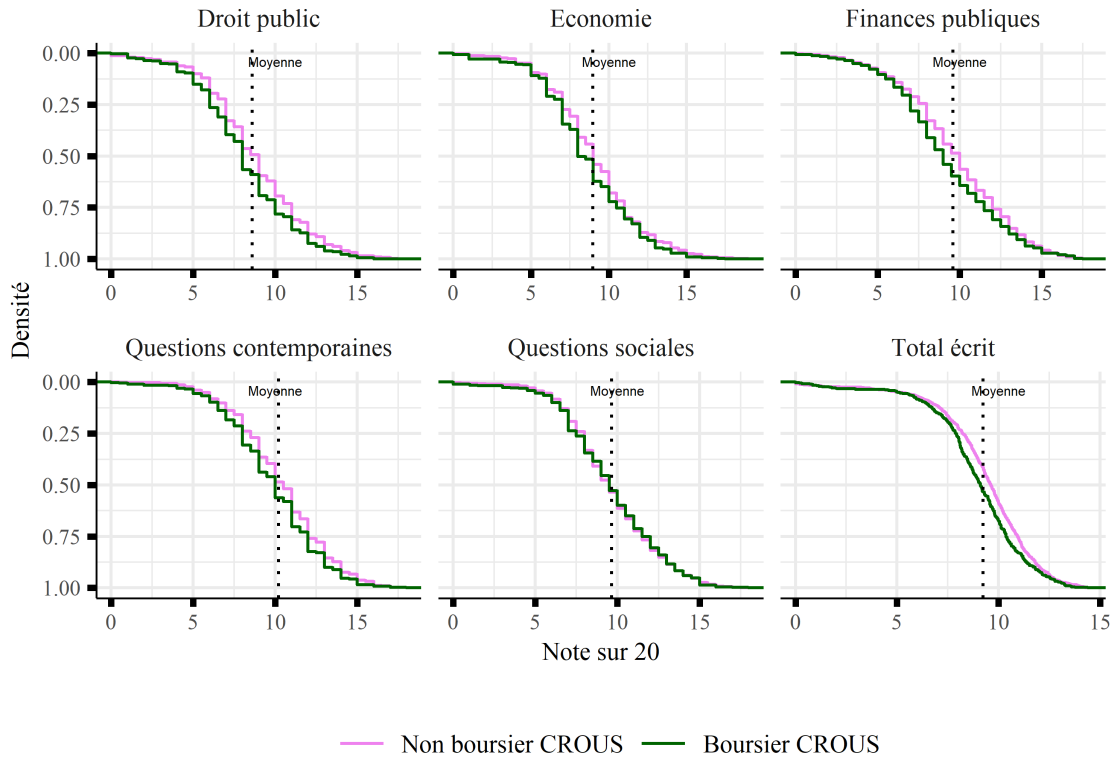 Droit public
Economie
Finances publiques
0.00
0.25
0.50
0.75
1.00
Moyenne
Moyenne
Moyenne
0 5 10 15
0 5 10 15
0 5 10 15
Densité
Questions contemporaines
Questions sociales
Total écrit
0.00
0.25
0.50
0.75
1.00
Moyenne
Moyenne
Moyenne
0 5 10 15
0 5 10 15
0 5 10 15
Note sur 20
Non boursier CROUS
Boursier CROUS